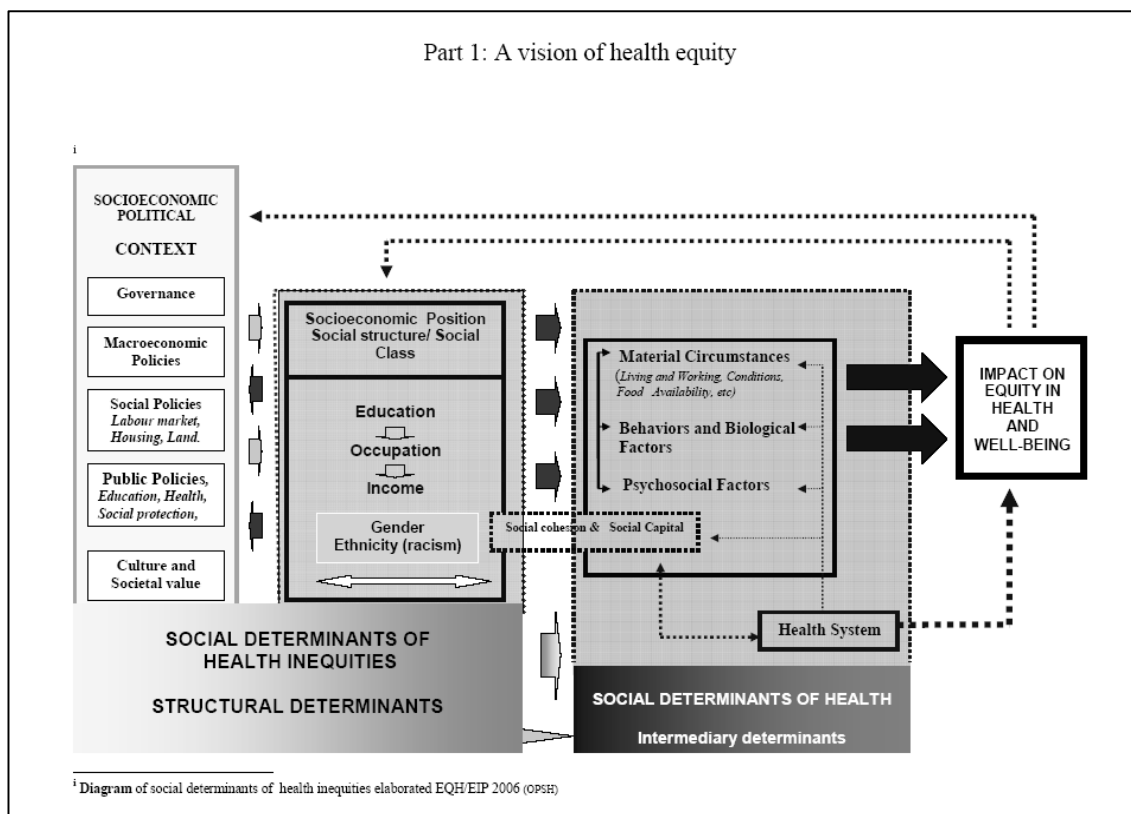 Part 1: A vision of health equity
i
SOCIOECONOMIC
POLITICAL
CONTEXT
Governance
Macroeconomic
Policies
Social Policies
Labour market,
Housing, Land.
Public Policies,
Education, Health,
Social protection,
Culture and
Societal value
Socioeconomic Position
Social structure/ Social
Class
Education
Occupation
Income
Gender
Ethnicity (racism)
Social cohesion & Social Capital
Material Circumstances
(Living and Working, Conditions,
Food Availability, etc)
Behaviors and Biological
Factors
Psychosocial Factors
Health System
IMPACT ON
EQUITY IN
HEALTH
AND
WELL-BEING
SOCIAL DETERMINANTS OF
HEALTH INEQUITIES
STRUCTURAL DETERMINANTS
SOCIAL DETERMINANTS OF HEALTH
Intermediary determinants
i Diagram of social determinants of health inequities elaborated EQH/EIP 2006 (OPSH)